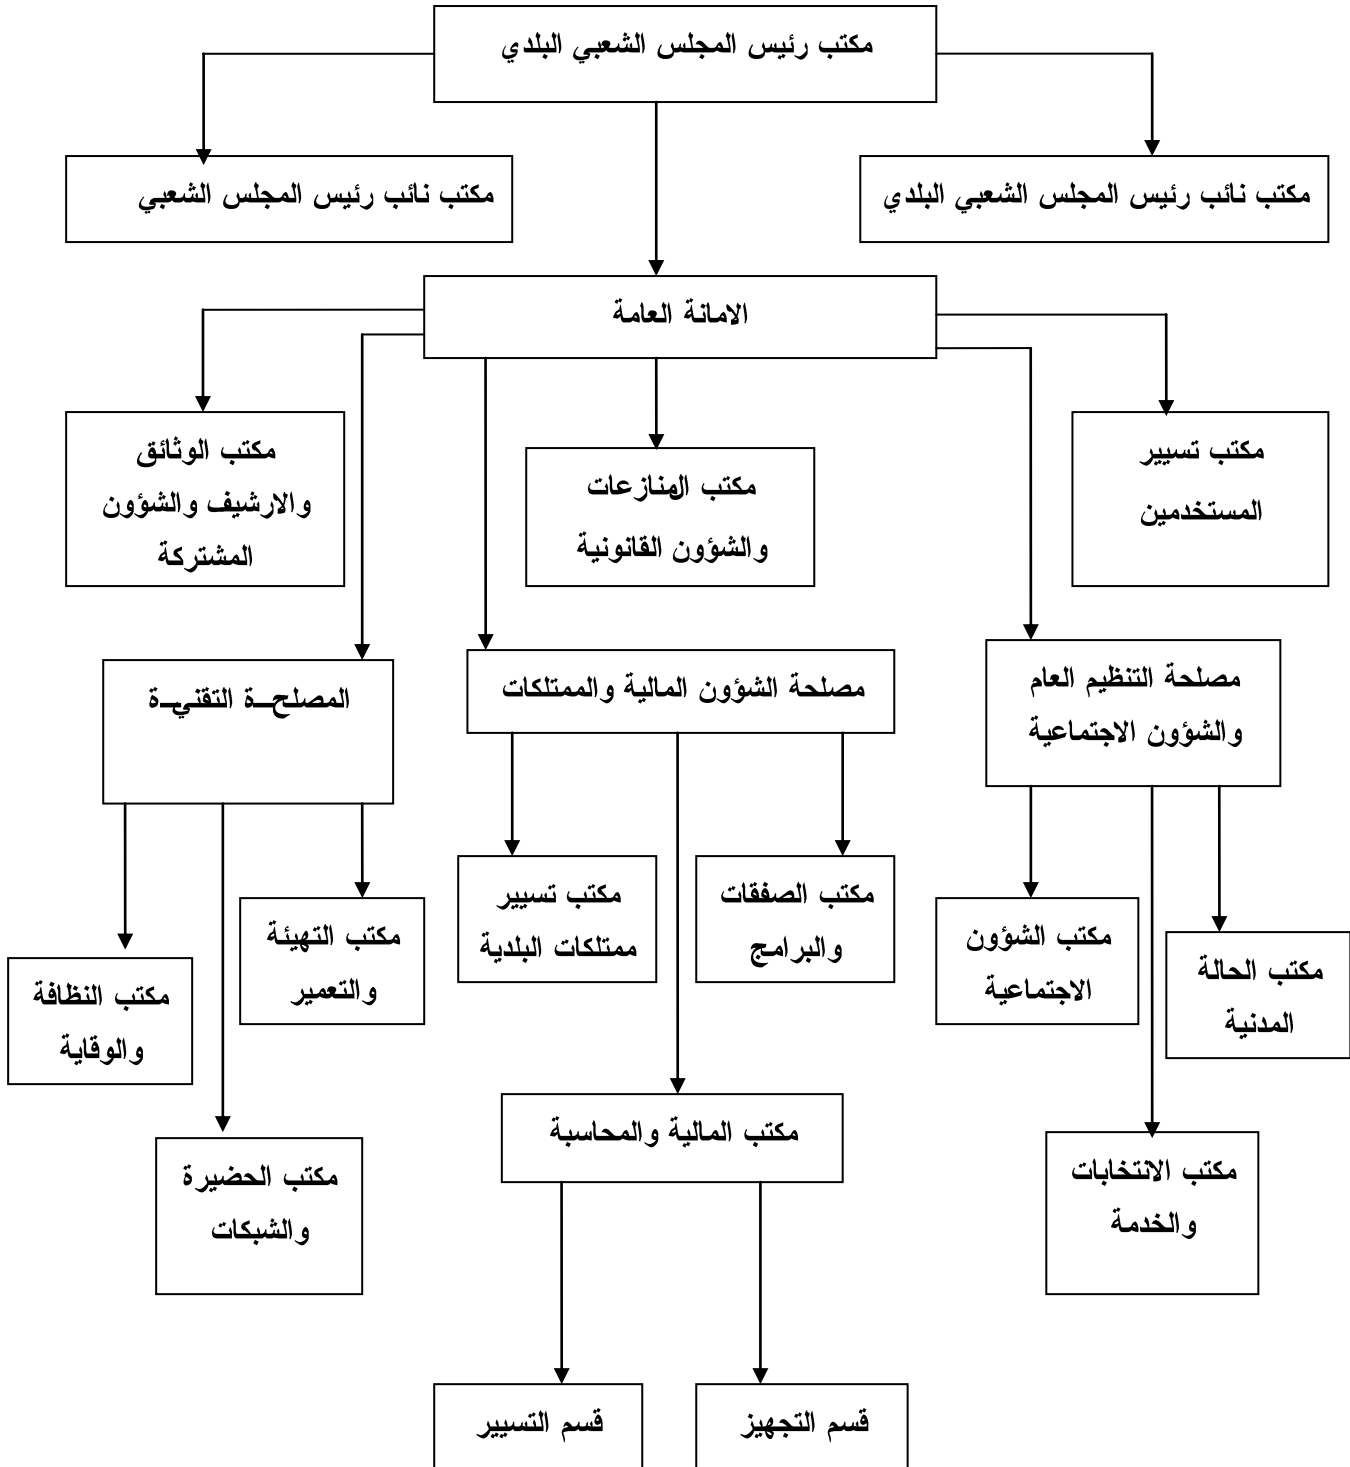 مكتب رئيس المجلس الشعبي البلدي
مكتب نائب رئيس المجلس الشعبي البلدي
مكتب نائب رئيس المجلس الشعبي
الامانة العامة
مكتب تسيير
المستخدمين
مكتب المنازعات
والشؤون القانونية
مكتب الوثائق
والارشيف والشؤون
المشتركة
مصلحة التنظيم العام
والشؤون الاجتماعية
مصلحة الشؤون المالية والممتلكات
المصلحــة التقنيــة
مكتب الحالة
المدنية
مكتب الشؤون
الاجتماعية
مكتب الصفقات
والبرامج
مكتب تسيير
ممتلكات البلدية
مكتب التهيئة
والتعمير
مكتب النظافة
والوقاية
مكتب الانتخابات
والخدمة
مكتب المالية والمحاسبة
مكتب الحضيرة
والشبكات
قسم التجهيز
قسم التسيير